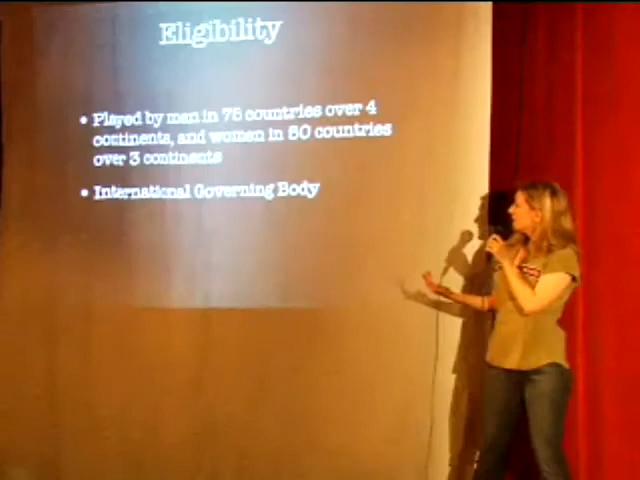 Eligibility
• Played by men in 75 countries over 4
continents, and women in 50 countries
over 3 continents
• International Governing Body